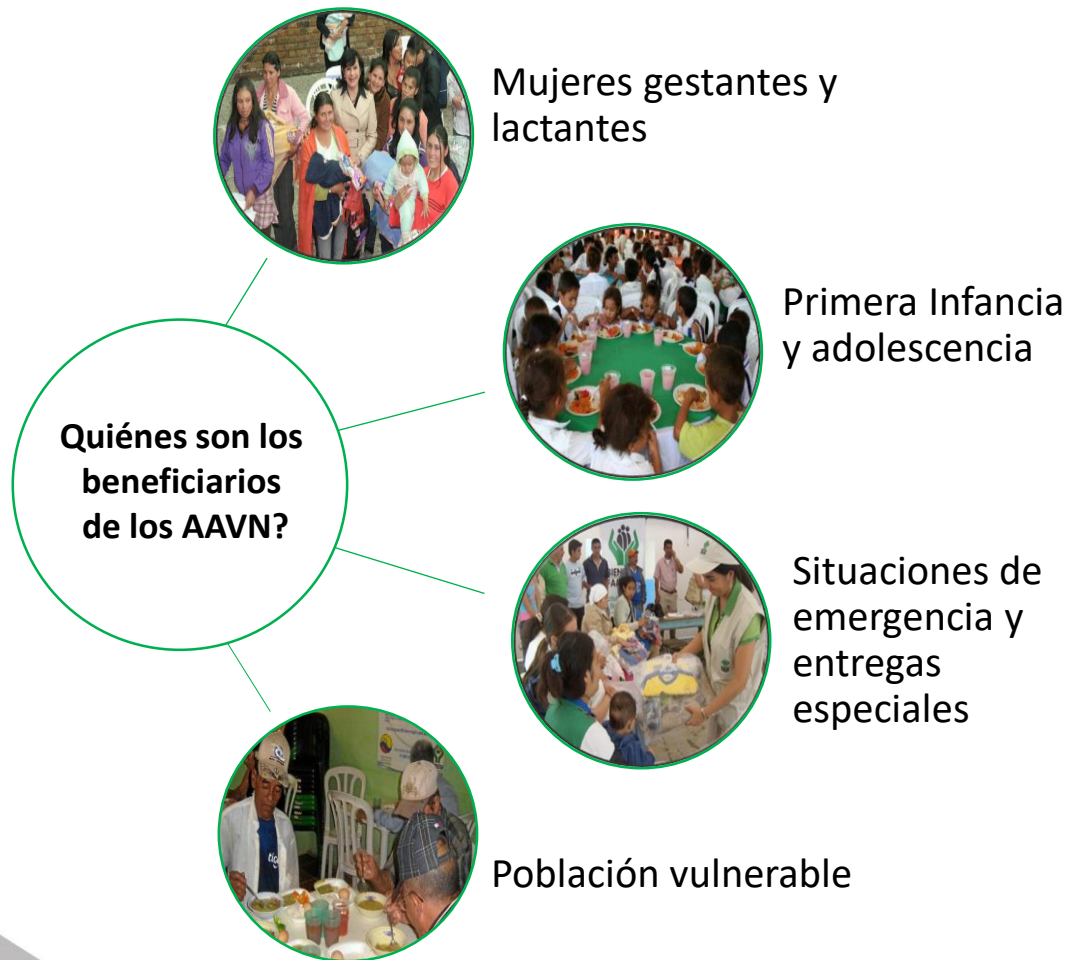 Mujeres gestantes y
lactantes
Primera Infancia
y adolescencia
Quiénes son los
beneficiarios
de los AAVN?
Situaciones de
emergencia y
entregas
especiales
Población vulnerable